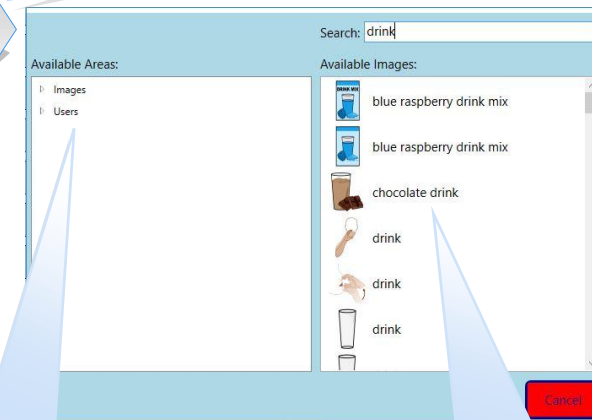 Search: drink
Available Areas:
Available Images:
Images
Users
DRINK MIX
blue raspberry drink mix
blue raspberry drink mix
chocolate drink
drink
drink
drink
Cancel